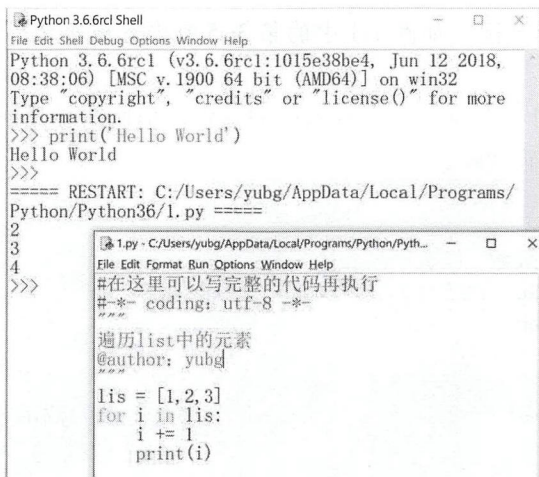 Python 3.6.6rcl Shell
File Edit Shell Debug Options Window Help
Python 3.6.6rc1 (v3.6.6rc1:1015e38be4, Jun 12 2018,
08:38:06) [MSC v.1900 64 bit (AMD64)] on win32
Type "copyright", "credits" or "license()" for more
information.
>>> print('Hello World')
Hello World
>>>
===== RESTART: C:/Users/yubg/AppData/Local/Programs/
Python/Python36/1.py =====
2
3
4
>>>
1.py - C:/Users/yubg/AppData/Local/Programs/Python/Pyth...
File Edit Format Run Options Window Help
#在这里可以写完整的代码再执行
#-*- coding: utf-8 -*-
"""
遍历list中的元素
@author: yubg
"""
lis = [1,2,3]
for i in lis:
    i += 1
    print(i)